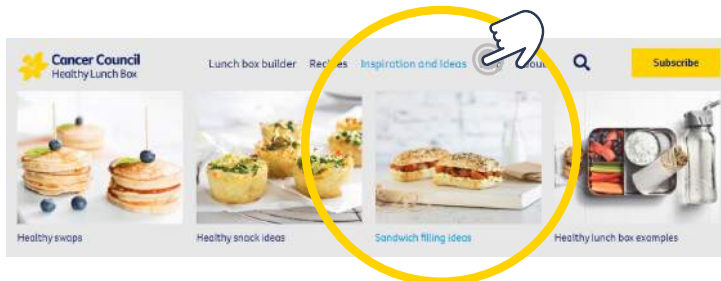 Cancer Council
Healthy Lunch Box
Lunch box builder Recipes Inspiration and Ideas
Subscribe
Healthy swaps
Healthy snack ideas
Sandwich filling ideas
Healthy lunch box examples